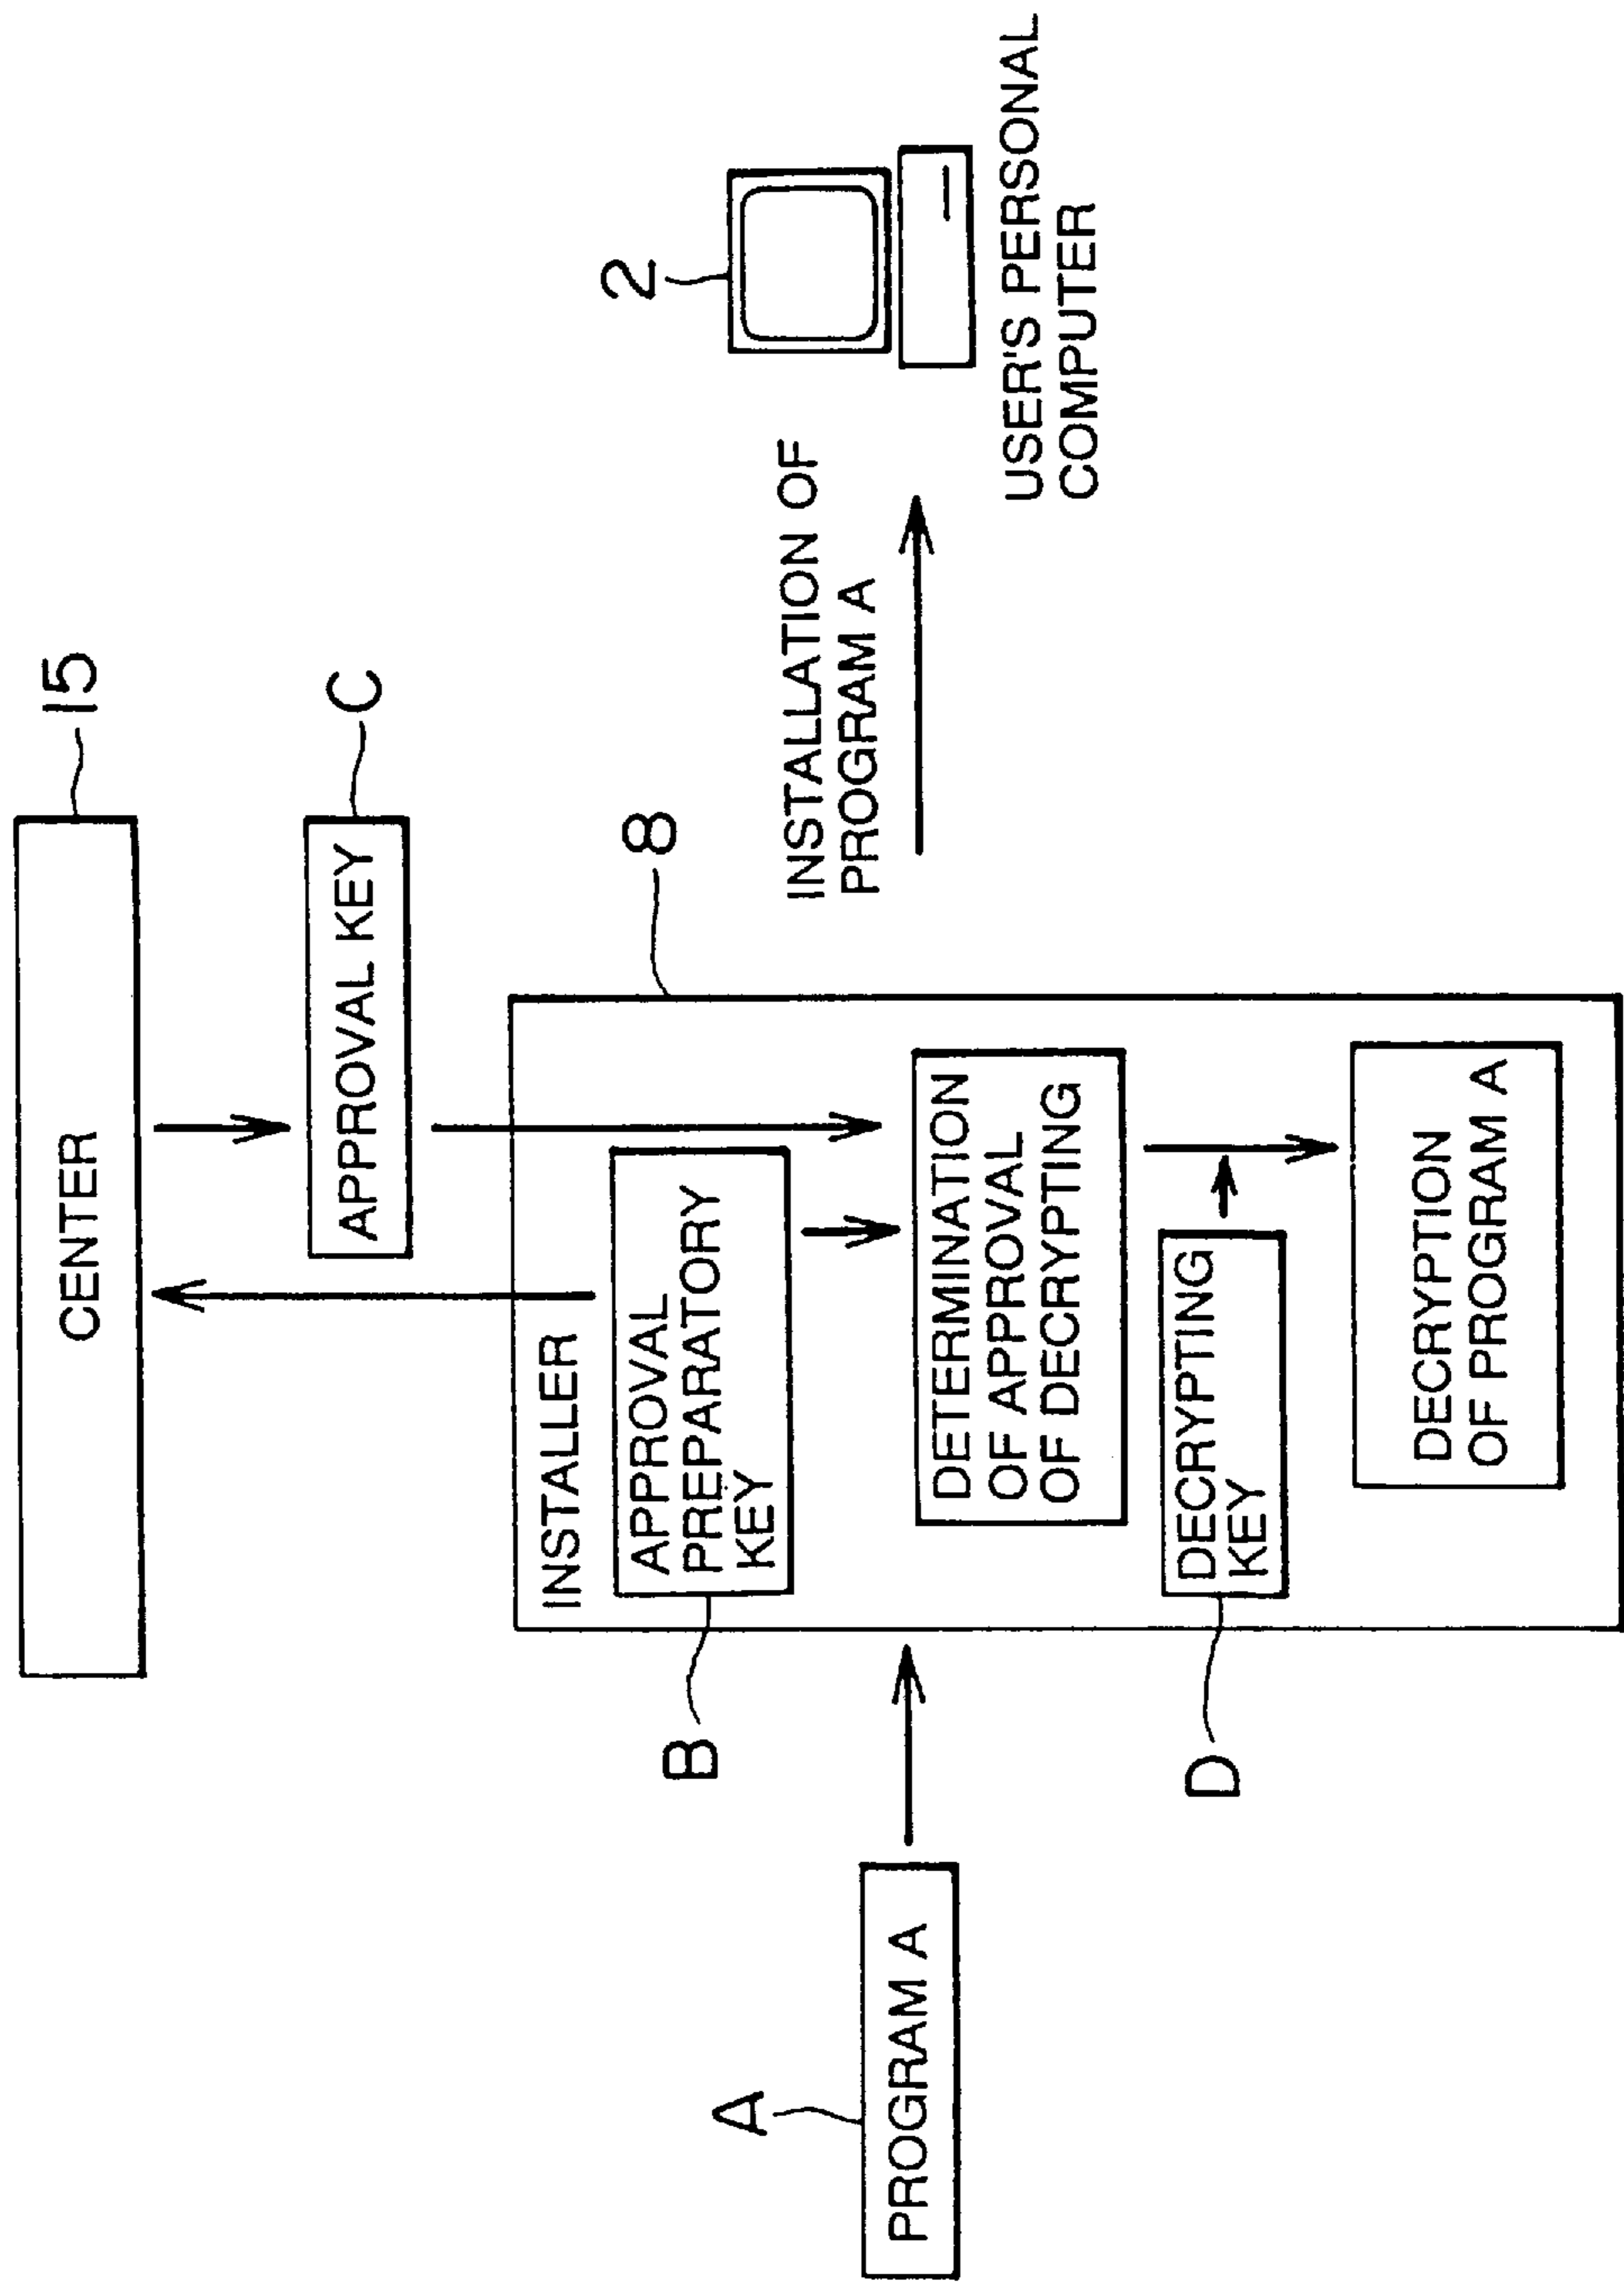 CENTER
15
APPROVAL KEY
C
INSTALLER
8
APPROVAL
PREPARATORY
KEY
B
DETERMINATION
OF APPROVAL
OF DECRYPTING
DECRYPTING
KEY
D
DECRYPTION
OF PROGRAM A
A
PROGRAM A
INSTALLATION OF
PROGRAM A
2
USER'S PERSONAL
COMPUTER